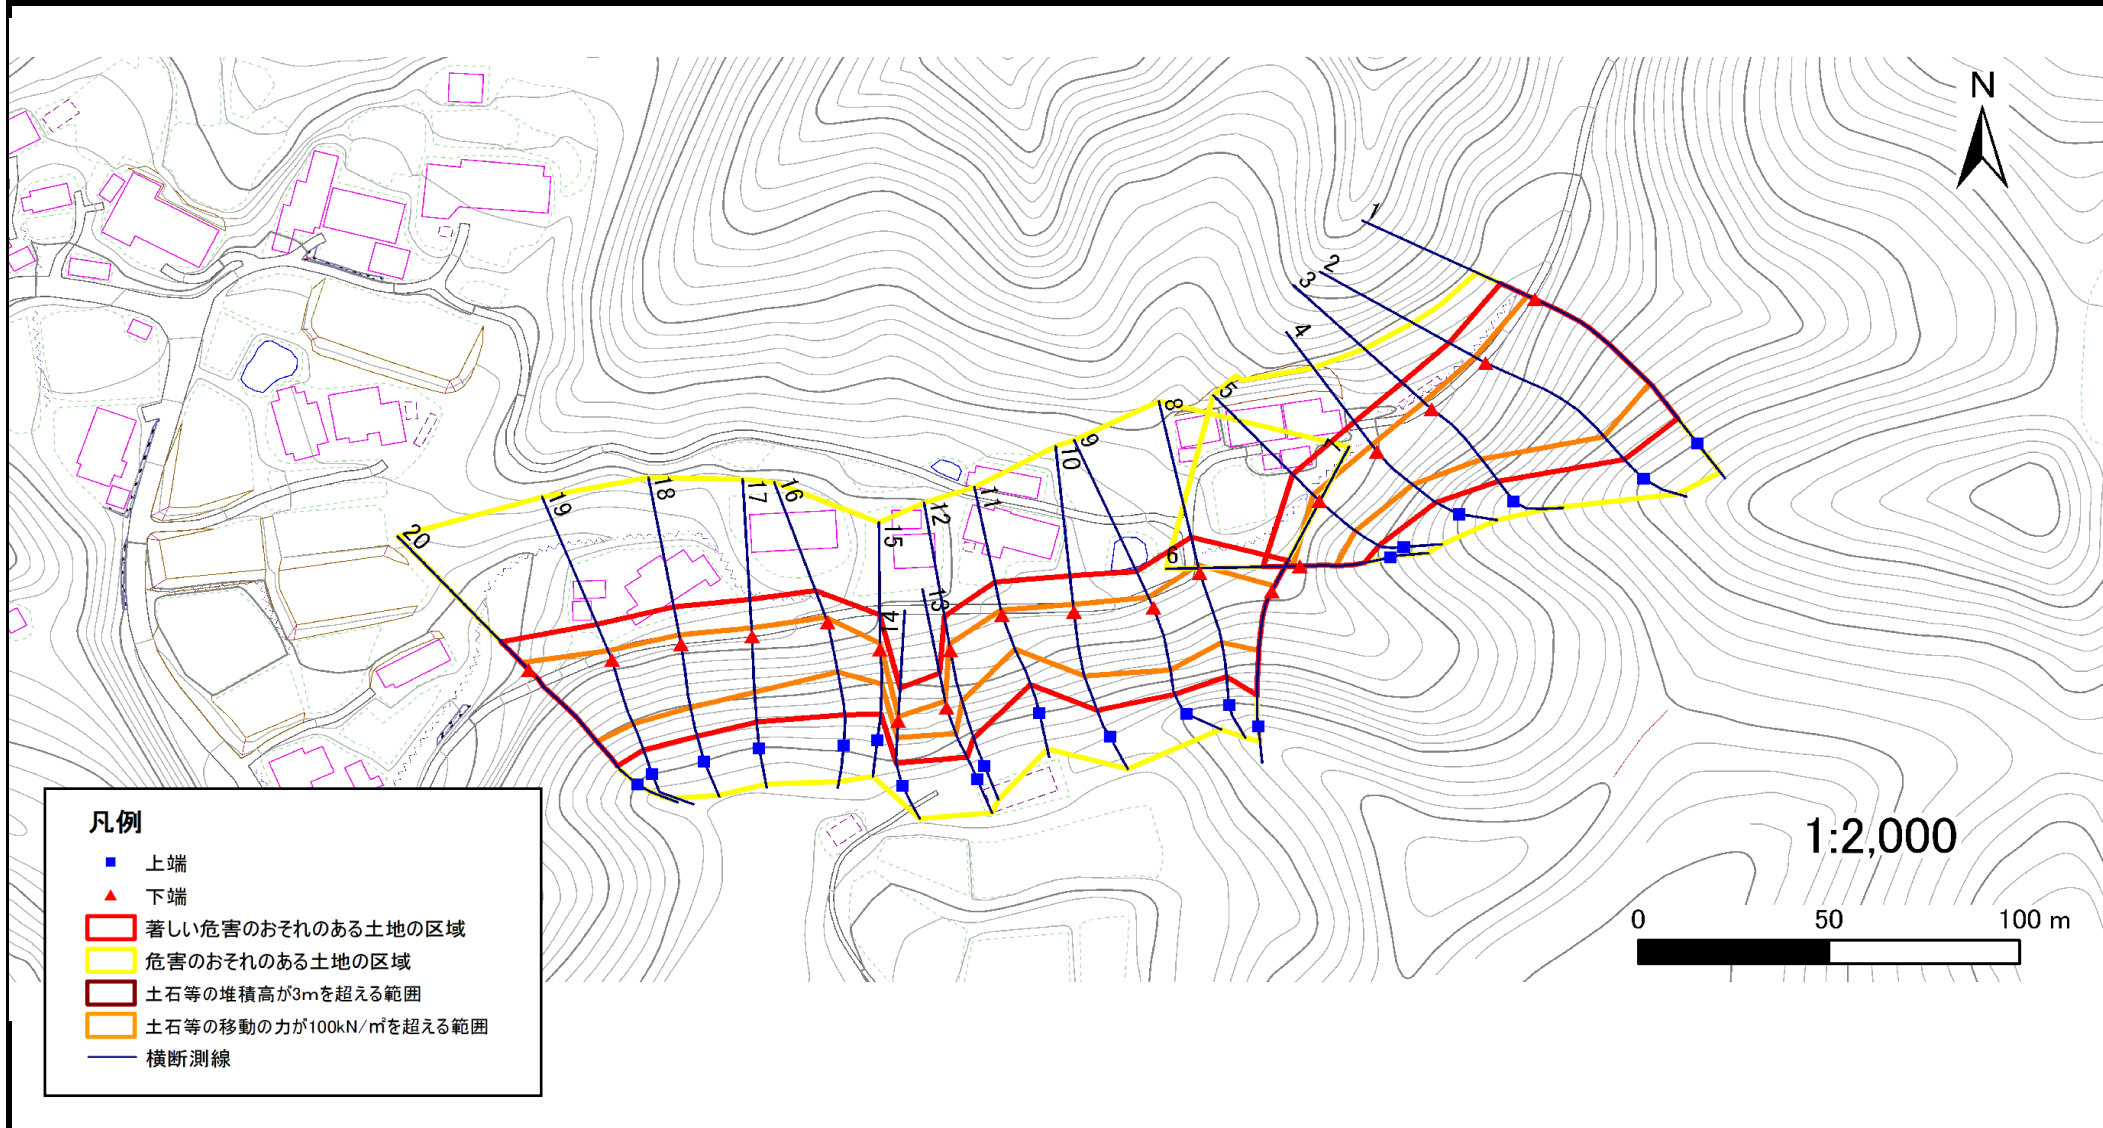 N
1
2
3
4
5
8
9
7
10
18
17
16
11
19
12
15
20
6
13
14
1:2,000
0 50 100 m
凡例
上端
下端
著しい危害のおそれのある土地の区域
危害のおそれのある土地の区域
土石等の堆積高が3mを超える範囲
土石等の移動の力が100kN/㎡を超える範囲
横断測線